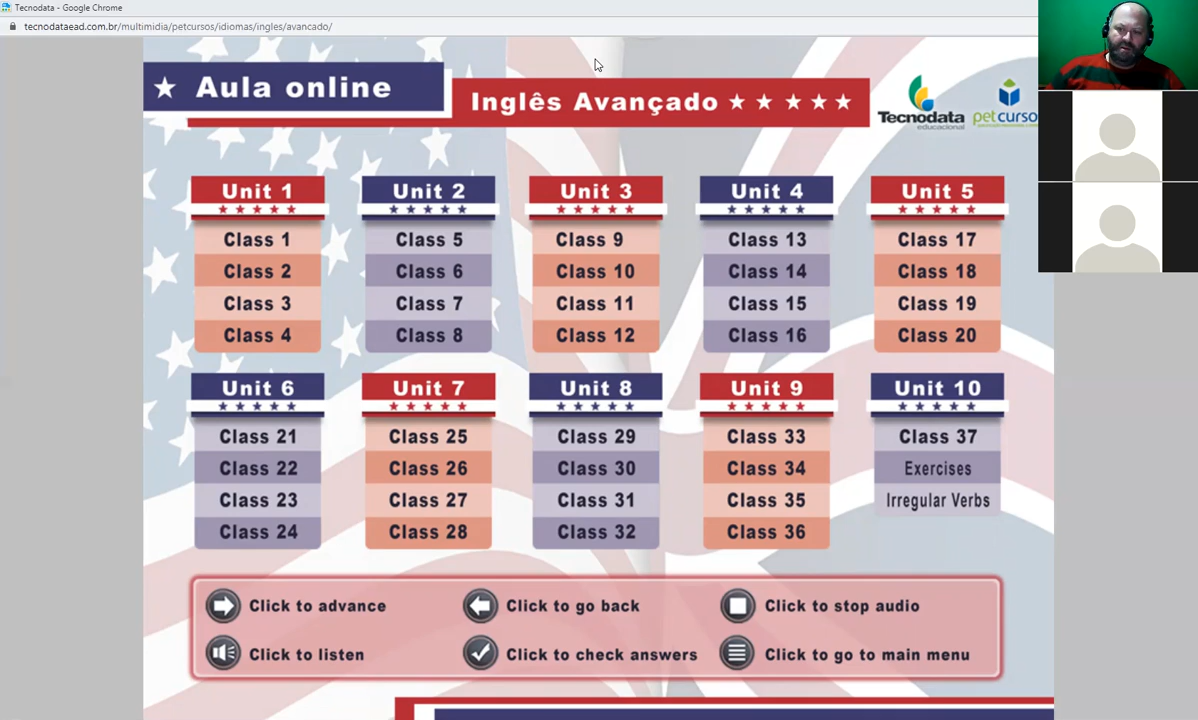 Tecnodata - Google Chrome
tecnodataead.com.br/multimidia/petcursos/idiomas/ingles/avancado/
Aula online
Inglês Avançado
Tecnodata
educacional
petcurso
Unit 1
Class 1
Class 2
Class 3
Class 4
Unit 2
Class 5
Class 6
Class 7
Class 8
Unit 3
Class 9
Class 10
Class 11
Class 12
Unit 4
Class 13
Class 14
Class 15
Class 16
Unit 5
Class 17
Class 18
Class 19
Class 20
Unit 6
Class 21
Class 22
Class 23
Class 24
Unit 7
Class 25
Class 26
Class 27
Class 28
Unit 8
Class 29
Class 30
Class 31
Class 32
Unit 9
Class 33
Class 34
Class 35
Class 36
Unit 10
Class 37
Exercises
Irregular Verbs
Click to advance
Click to go back
Click to stop audio
Click to listen
Click to check answers
Click to go to main menu